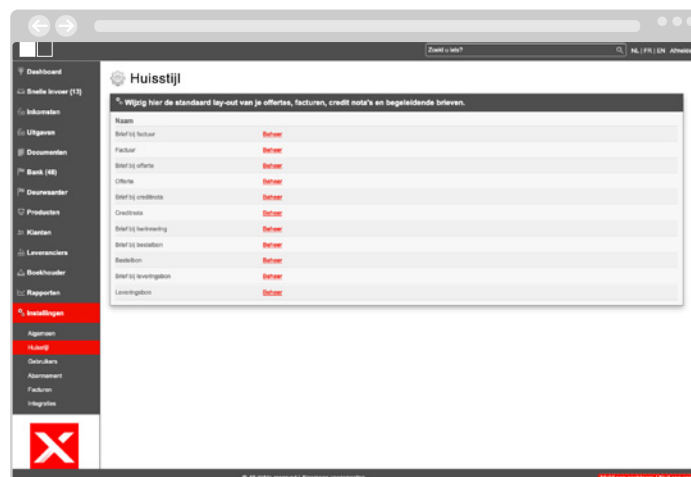 Zoekt u iets?
NL | FR | EN
Dashboard
Snelle invoer (13)
Inkomsten
Uitgaven
Documenten
Bank (48)
Deurwaarder
Producten
Klanten
Leveranciers
Boekhouder
Rapporten
Instellingen
Algemeen
Huisstijl
Gebruikers
Abonnement
Facturen
Integraties
Huisstijl
Wijzig hier de standaard lay-out van je offertes, facturen, credit nota's en begeleidende brieven.
Naam
Brief bij factuur Beheer
Factuur Beheer
Brief bij offerte Beheer
Offerte Beheer
Brief bij creditnota Beheer
Creditnota Beheer
Brief bij herinnering Beheer
Brief bij bestelbon Beheer
Bestelbon Beheer
Brief bij leveringsbon Beheer
Leveringsbon Beheer